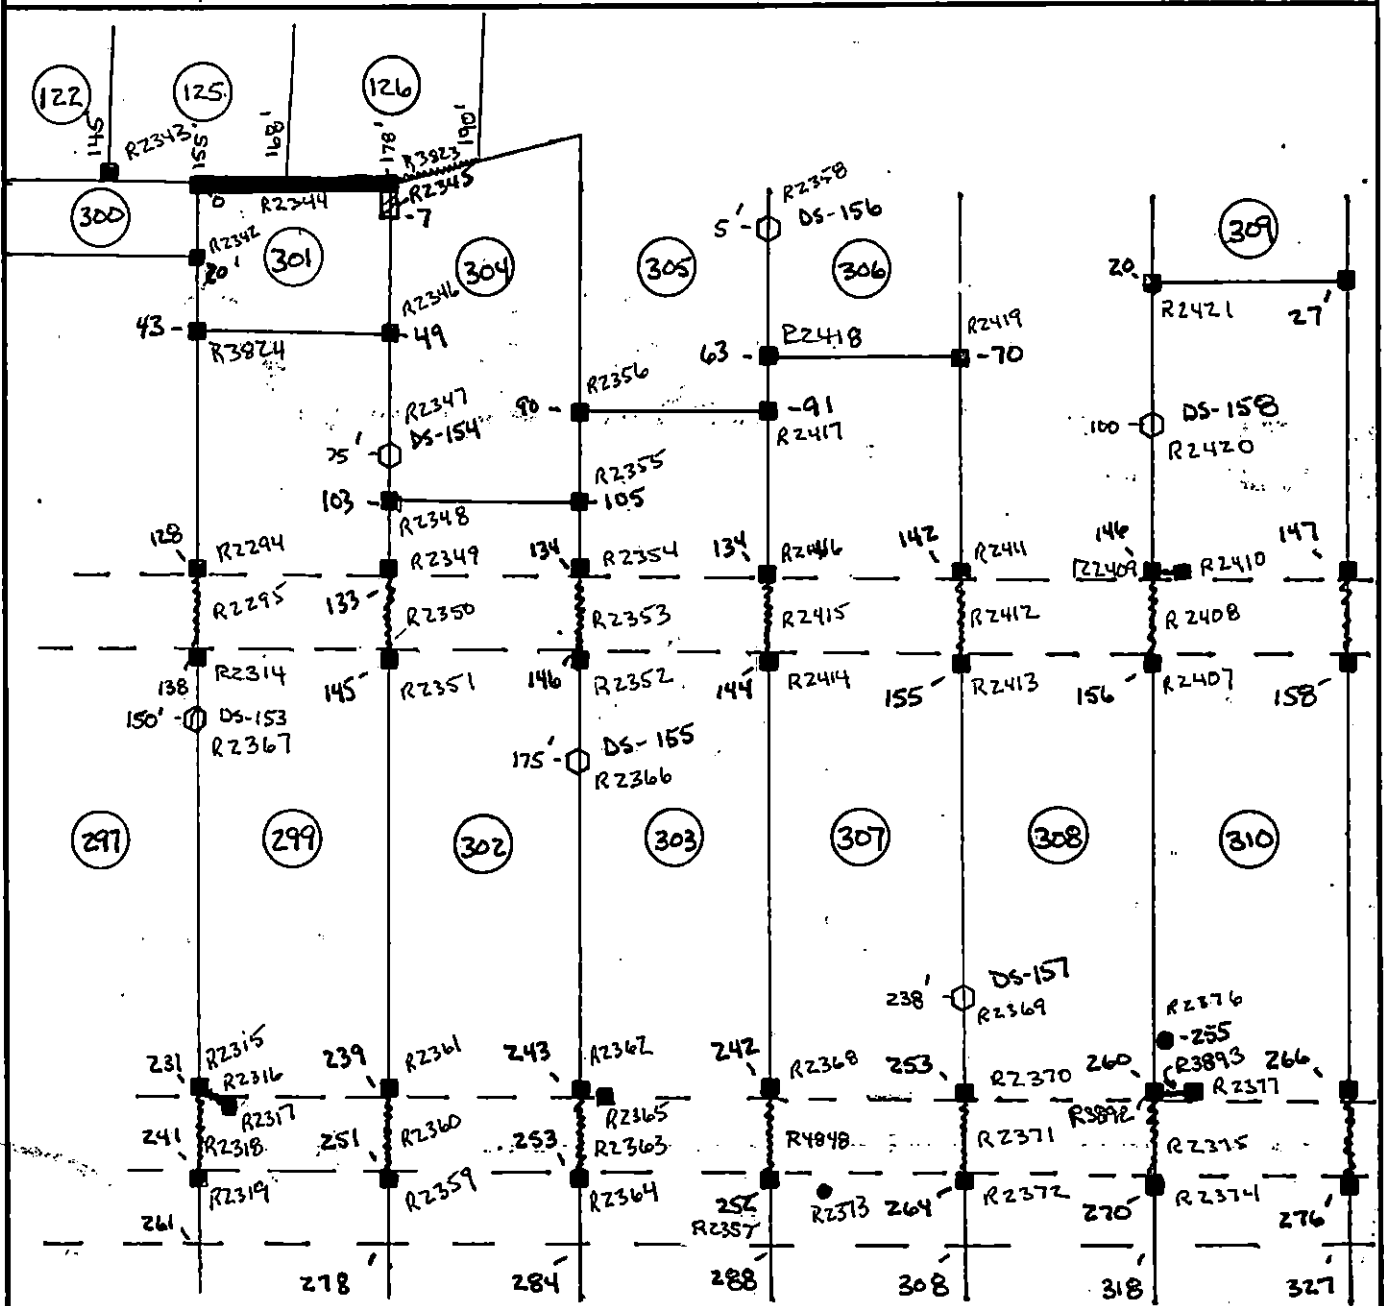 122 125 126
145' R2343 155' 168' 178' 190'
R3823
0 R2344 R2345
-7
300 R2342 301 304 305 306 309
20'
R2358
5' - DS-156
20 R2421 27'
43 - R3824 R2346 - 49
63 - R2418 R2419 - 70
90 - R2356 - 91
R2417
R2347
75' - DS-154
100 - DS-158
R2420
103 - R2348 R2355 - 105
128 R2294 R2349 134 R2354 134 142 R2411 146 R2409 R2410 147
R2295 133 R2350 R2353 R2415 R2412 R2408
138 R2314 145 R2351 146 R2352 144 R2414 155 R2413 156 R2407 158
150' - DS-153
R2367
175' - DS-155
R2366
297 299 302 303 307 308 310
238' - DS-157
R2369
R2376
- 255
231 R2315 239 R2361 243 R2362 242 R2368 253 R2370 260 R3893 R2377 266
R2316
R2317 R2365 R3892
241 R2318 251 R2360 253 R2363 R4848 R2371 R2375
R2319 R2359 R2364 252 R2373 264 R2372 270 R2374 276
R2357
261 278 284 288 308 318 327